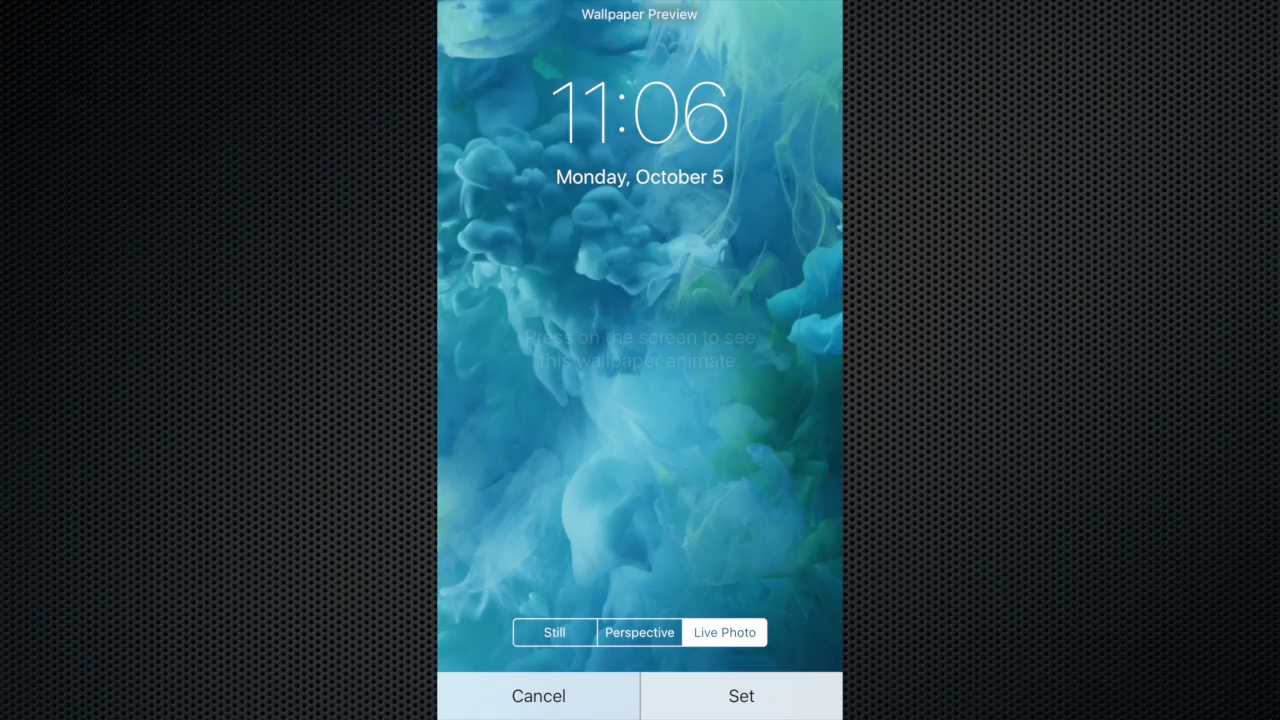 Wallpaper Preview
11:06
Monday, October 5
Press on the screen to see
this wallpaper animate.
Still Perspective Live Photo
Cancel Set